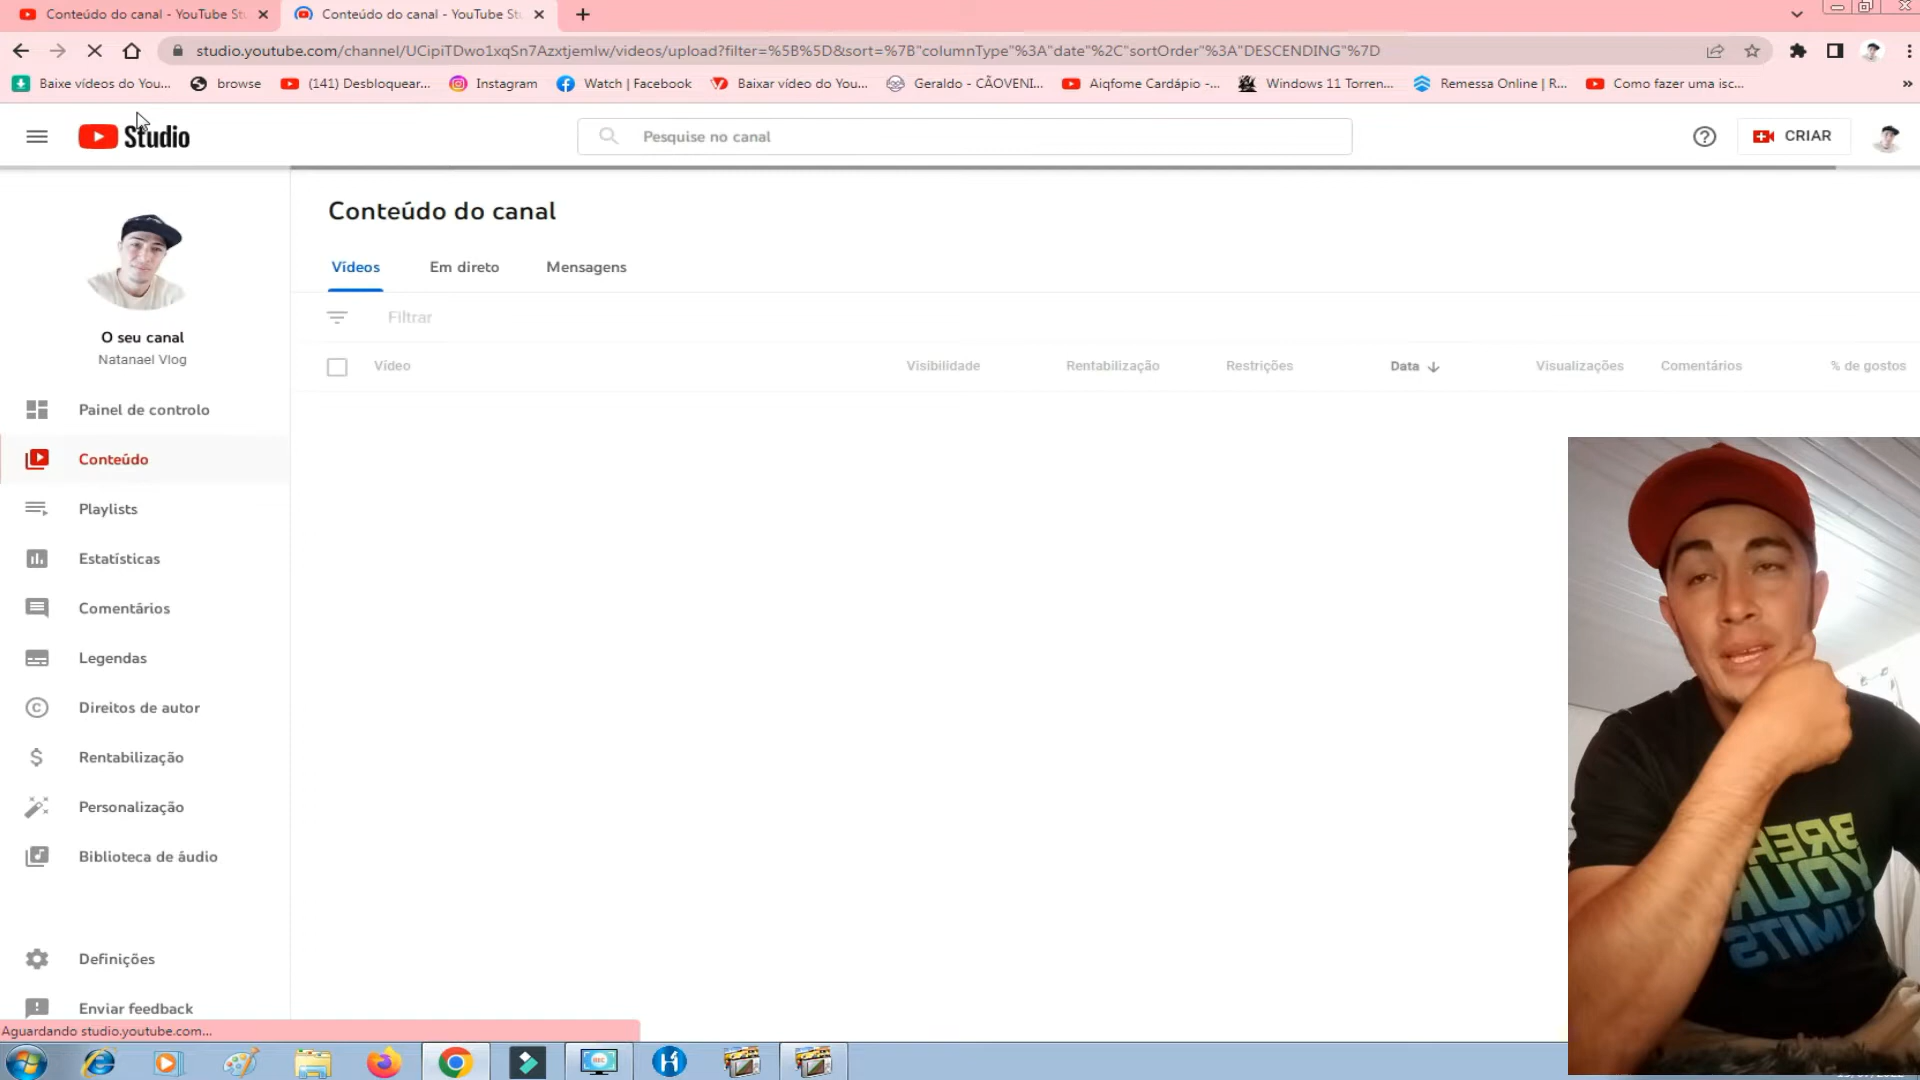 Conteúdo do canal - YouTube St
Conteúdo do canal - YouTube St
studio.youtube.com/channel/UCipiTDwo1xqSn7Azxtjemlw/videos/upload?filter=%5B%5D&sort=%7B"columnType"%3A"date"%2C"sortOrder"%3A"DESCENDING"%7D
Baixe vídeos do You...
browse
(141) Desbloquear...
Instagram
Watch | Facebook
Baixar vídeo do You...
Geraldo - CÃOVENI...
Aiqfome Cardápio -...
Windows 11 Torren...
Remessa Online | R...
Como fazer uma isc...
Studio
Pesquise no canal
CRIAR
Conteúdo do canal
Vídeos
Em direto
Mensagens
Filtrar
Vídeo
Visibilidade
Rentabilização
Restrições
Data
Visualizações
Comentários
% de gostos
O seu canal
Natanael Vlog
Painel de controlo
Conteúdo
Playlists
Estatísticas
Comentários
Legendas
Direitos de autor
Rentabilização
Personalização
Biblioteca de áudio
Definições
Enviar feedback
Aguardando studio.youtube.com...
REC
YOUR
LIMITS